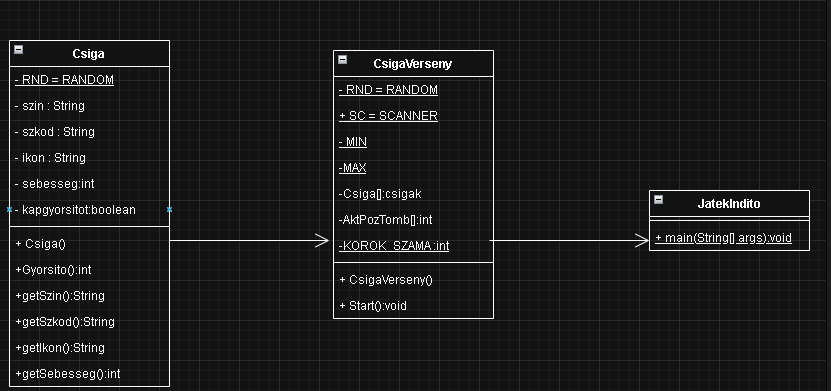 Csiga
- RND = RANDOM
- szin : String
- szkod : String
- ikon : String
- sebesseg:int
- kapgyorsitot:boolean
+ Csiga()
+Gyorsito():int
+getSzin():String
+getSzkod():String
+getIkon():String
+getSebesseg():int
CsigaVerseny
- RND = RANDOM
+ SC = SCANNER
- MIN
-MAX
-Csiga[]:csigak
-AktPozTomb[]:int
-KOROK_SZAMA:int
+ CsigaVerseny()
+ Start():void
JatekIndito
+ main(String[] args):void